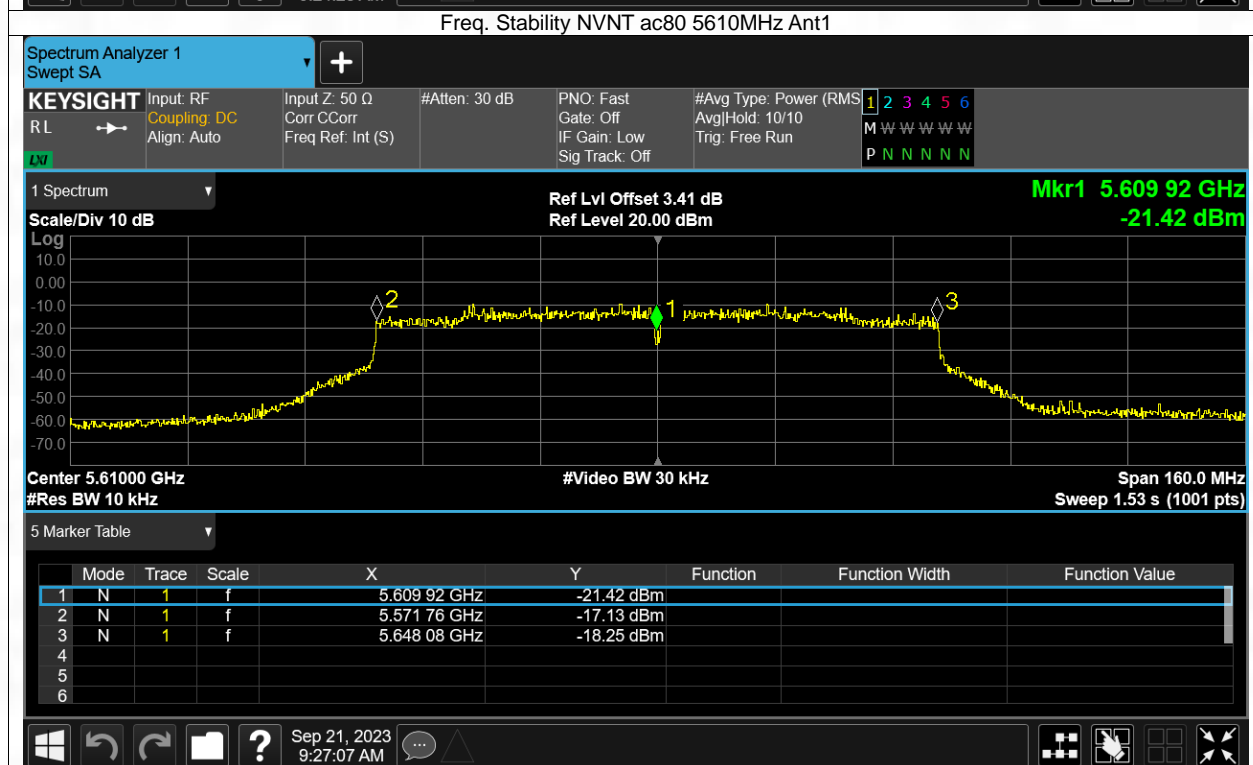 Freq. Stability NVNT ac80 5610MHz Ant1
Spectrum Analyzer 1
Swept SA
+
KEYSIGHT Input: RF Input Z: 50 Ω #Atten: 30 dB PNO: Fast #Avg Type: Power (RMS 1 2 3 4 5 6
RL Coupling: DC Corr CCorr Gate: Off Avg|Hold: 10/10 M W W W W W
Align: Auto Freq Ref: Int (S) IF Gain: Low Trig: Free Run
LXI Sig Track: Off P N N N N N
1 Spectrum Ref Lvl Offset 3.41 dB Mkr1 5.609 92 GHz
Scale/Div 10 dB Ref Level 20.00 dBm -21.42 dBm
Log
10.0
0.00
-10.0 2 1 3
-20.0
-30.0
-40.0
-50.0
-60.0
-70.0
Center 5.61000 GHz #Video BW 30 kHz Span 160.0 MHz
#Res BW 10 kHz Sweep 1.53 s (1001 pts)
5 Marker Table
Mode Trace Scale X Y Function Function Width Function Value
1 N 1 f 5.609 92 GHz -21.42 dBm
2 N 1 f 5.571 76 GHz -17.13 dBm
3 N 1 f 5.648 08 GHz -18.25 dBm
4
5
6
? Sep 21, 2023
9:27:07 AM